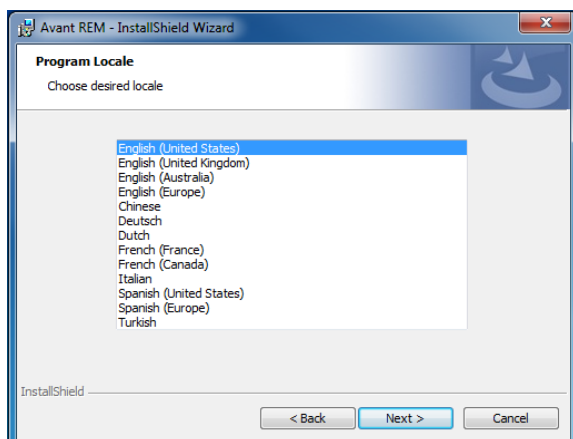 Avant REM - InstallShield Wizard
Program Locale
Choose desired locale
English (United States)
English (United Kingdom)
English (Australia)
English (Europe)
Chinese
Deutsch
Dutch
French (France)
French (Canada)
Italian
Spanish (United States)
Spanish (Europe)
Turkish
InstallShield
< Back Next > Cancel